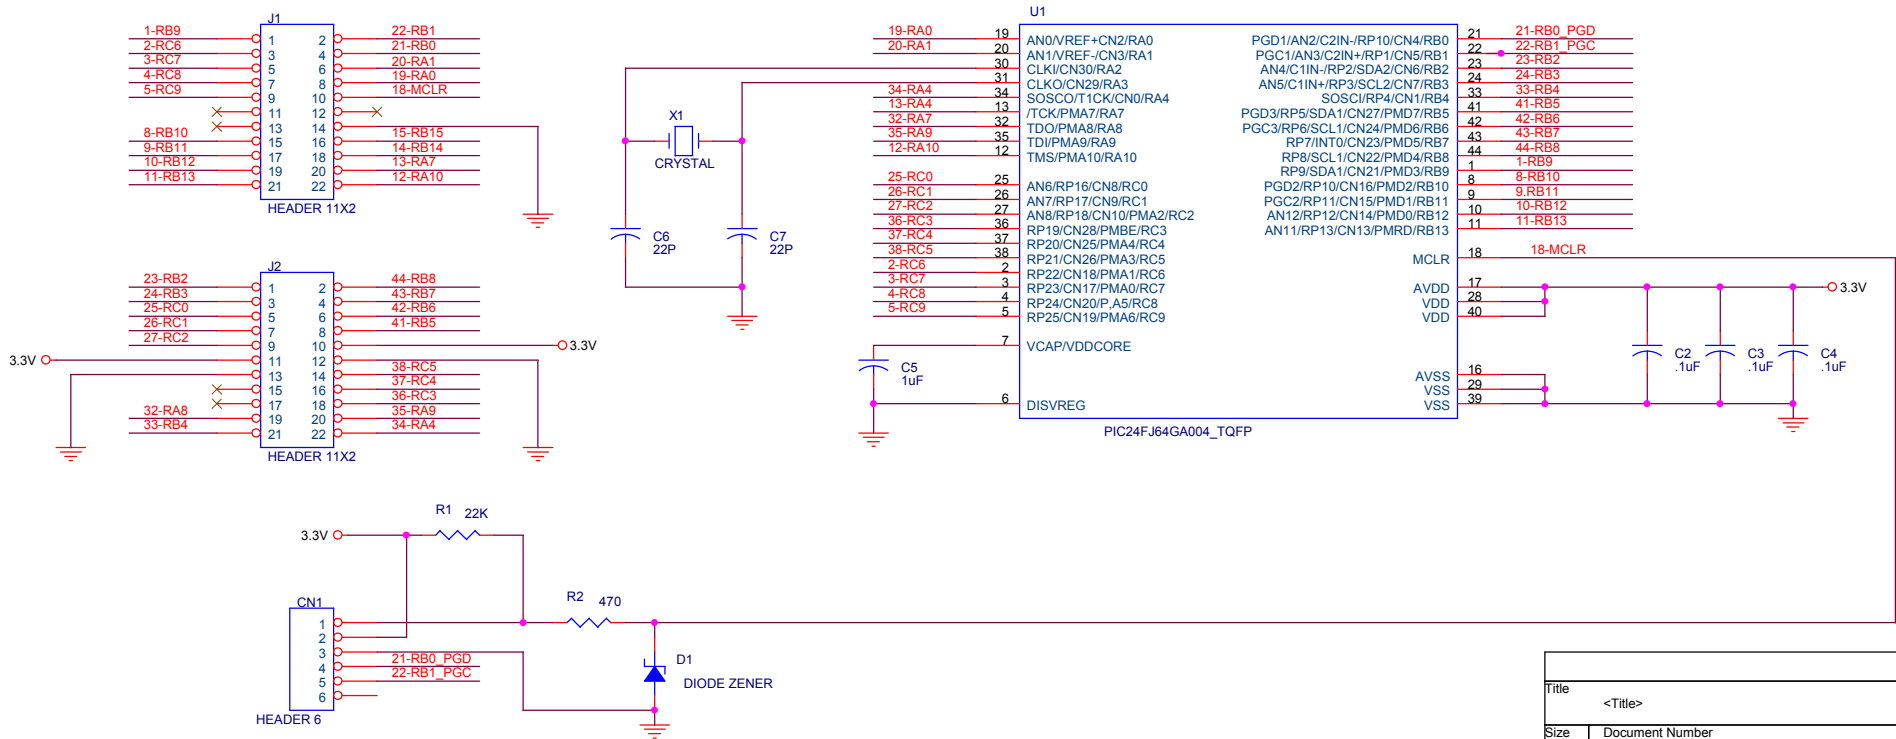 J1
1-RB9
2-RC6
3-RC7
4-RC8
5-RC9
8-RB10
9-RB11
10-RB12
11-RB13
1 2
3 4
5 6
7 8
9 10
11 12
13 14
15 16
17 18
19 20
21 22
22-RB1
21-RB0
20-RA1
19-RA0
18-MCLR
15-RB15
14-RB14
13-RA7
12-RA10
HEADER 11X2
J2
23-RB2
24-RB3
25-RC0
26-RC1
27-RC2
3.3V
32-RA8
33-RB4
1 2
3 4
5 6
7 8
9 10
11 12
13 14
15 16
17 18
19 20
21 22
44-RB8
43-RB7
42-RB6
41-RB5
3.3V
38-RC5
37-RC4
36-RC3
35-RA9
34-RA4
HEADER 11X2
X1
CRYSTAL
C6
22P
C7
22P
U1
19-RA0 19 AN0/VREF+CN2/RA0
20-RA1 20 AN1/VREF-/CN3/RA1
30 CLKI/CN30/RA2
31 CLKO/CN29/RA3
34-RA4 34 SOSCO/T1CK/CN0/RA4
13-RA4 13 /TCK/PMA7/RA7
32-RA7 32 TDO/PMA8/RA8
35-RA9 35 TDI/PMA9/RA9
12-RA10 12 TMS/PMA10/RA10
25-RC0 25 AN6/RP16/CN8/RC0
26-RC1 26 AN7/RP17/CN9/RC1
27-RC2 27 AN8/RP18/CN10/PMA2/RC2
36-RC3 36 RP19/CN28/PMBE/RC3
37-RC4 37 RP20/CN25/PMA4/RC4
38-RC5 38 RP21/CN26/PMA3/RC5
2-RC6 2 RP22/CN18/PMA1/RC6
3-RC7 3 RP23/CN17/PMA0/RC7
4-RC8 4 RP24/CN20/P,A5/RC8
5-RC9 5 RP25/CN19/PMA6/RC9
7 VCAP/VDDCORE
C5
1uF
6 DISVREG
PGD1/AN2/C2IN-/RP10/CN4/RB0 21 21-RB0_PGD
PGC1/AN3/C2IN+/RP1/CN5/RB1 22 22-RB1_PGC
AN4/C1IN-/RP2/SDA2/CN6/RB2 23 23-RB2
AN5/C1IN+/RP3/SCL2/CN7/RB3 24 24-RB3
SOSCI/RP4/CN1/RB4 33 33-RB4
PGD3/RP5/SDA1/CN27/PMD7/RB5 41 41-RB5
PGC3/RP6/SCL1/CN24/PMD6/RB6 42 42-RB6
RP7/INT0/CN23/PMD5/RB7 43 43-RB7
RP8/SCL1/CN22/PMD4/RB8 44 44-RB8
RP9/SDA1/CN21/PMD3/RB9 1 1-RB9
PGD2/RP10/CN16/PMD2/RB10 8 8-RB10
PGC2/RP11/CN15/PMD1/RB11 9 9.RB11
AN12/RP12/CN14/PMD0/RB12 10 10-RB12
AN11/RP13/CN13/PMRD/RB13 11 11-RB13
MCLR 18 18-MCLR
AVDD 17
VDD 28
VDD 40
3.3V
C2
.1uF
C3
.1uF
C4
.1uF
AVSS 16
VSS 29
VSS 39
PIC24FJ64GA004_TQFP
3.3V
R1 22K
CN1
1
2
3
4
5
6
21-RB0_PGD
22-RB1_PGC
HEADER 6
R2 470
D1
DIODE ZENER
Title
<Title>
Size Document Number